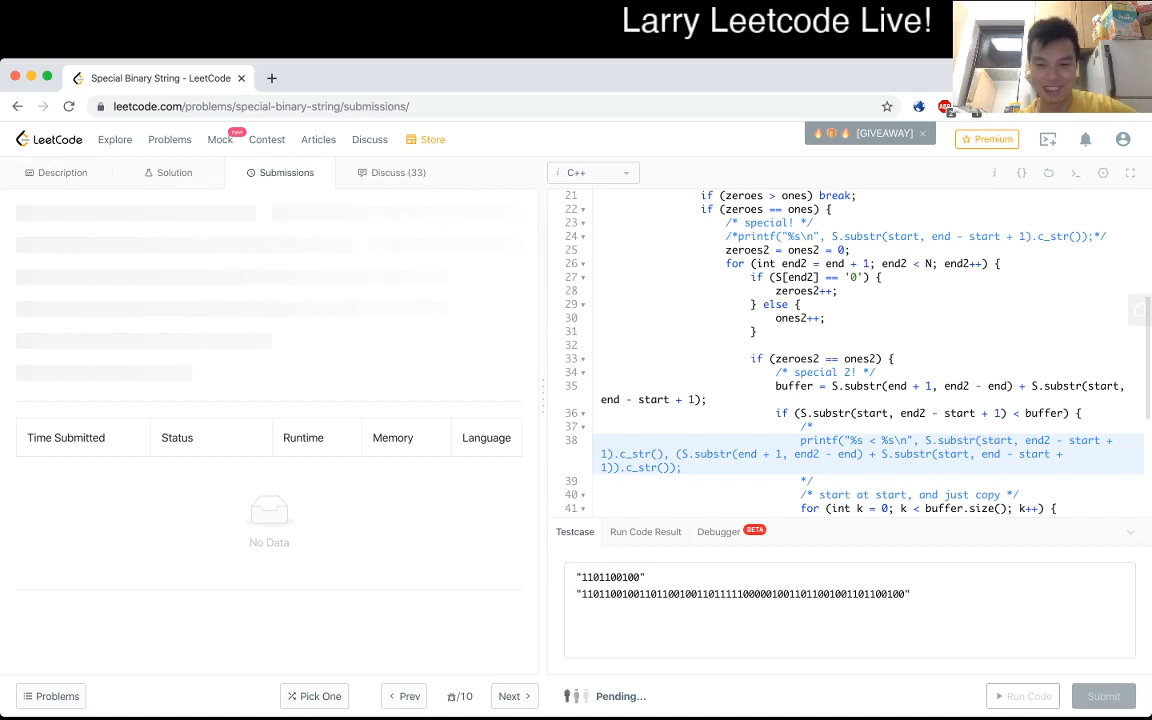 Larry Leetcode Live!
Special Binary String - LeetCode
leetcode.com/problems/special-binary-string/submissions/
LeetCode Explore Problems Mock new Contest Articles Discuss Store [GIVEAWAY] Premium
Description Solution Submissions Discuss (33)
i C++
21 if (zeroes > ones) break;
22 if (zeroes == ones) {
23 /* special! */
24 /*printf("%s\n", S.substr(start, end - start + 1).c_str());*/
25 zeroes2 = ones2 = 0;
26 for (int end2 = end + 1; end2 < N; end2++) {
27 if (S[end2] == '0') {
28 zeroes2++;
29 } else {
30 ones2++;
31 }
32
33 if (zeroes2 == ones2) {
34 /* special 2! */
35 buffer = S.substr(end + 1, end2 - end) + S.substr(start,
end - start + 1);
36 if (S.substr(start, end2 - start + 1) < buffer) {
37 /*
38 printf("%s < %s\n", S.substr(start, end2 - start +
1).c_str(), (S.substr(end + 1, end2 - end) + S.substr(start, end - start +
1)).c_str());
39 */
40 /* start at start, and just copy */
41 for (int k = 0; k < buffer.size(); k++) {
Time Submitted Status Runtime Memory Language
No Data
Testcase Run Code Result Debugger BETA
"1101100100"
Problems Pick One Prev /10 Next Pending... Run Code Submit